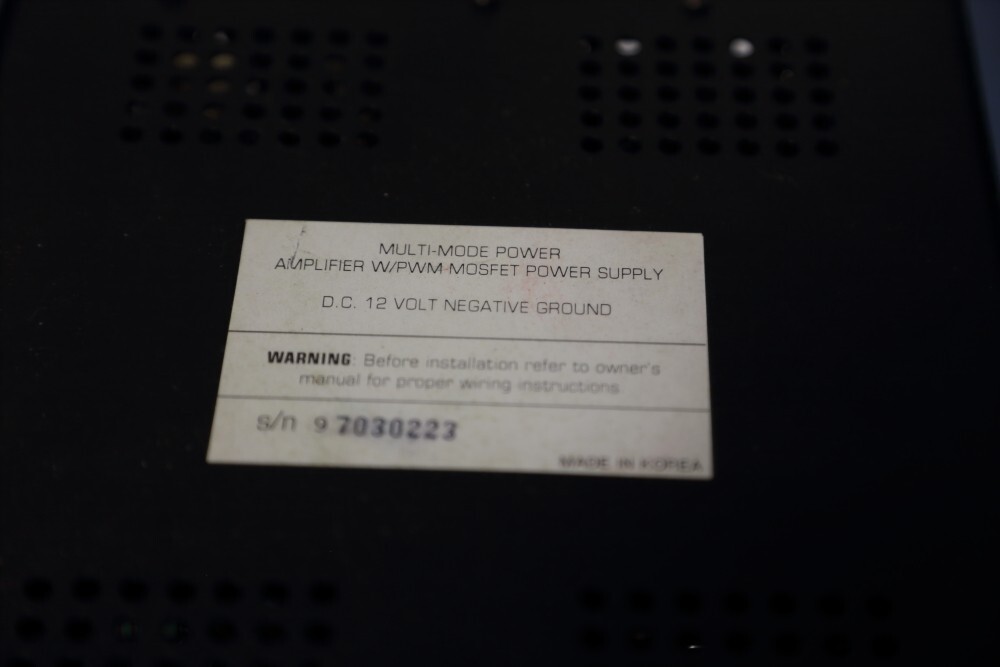 MULTI-MODE POWER
AMPLIFIER W/PWM-MOSFET POWER SUPPLY
D.C. 12 VOLT NEGATIVE GROUND
WARNING: Before installation refer to owner's
manual for proper wiring instructions
s/n 97030223
MADE IN KOREA